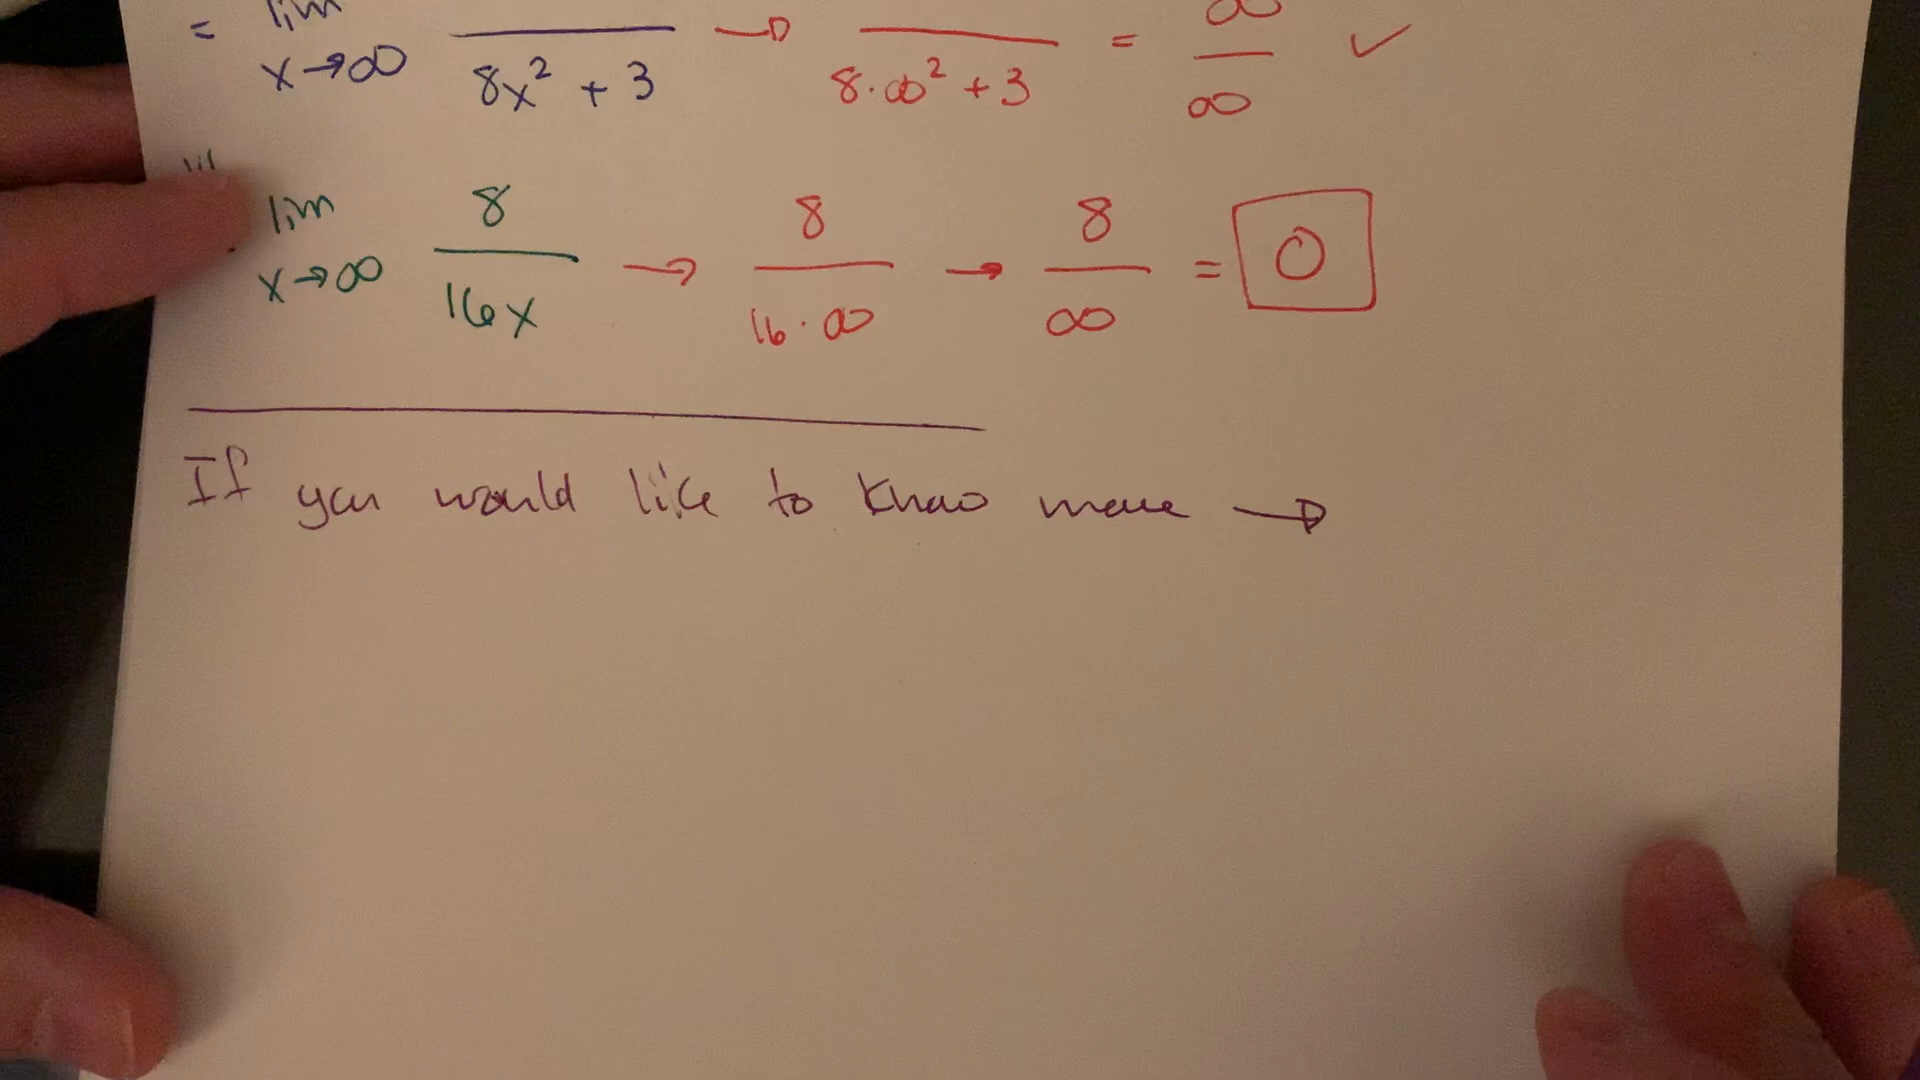 = lim x→∞ / 8x² + 3 → / 8·∞² + 3 = ∞ / ∞ ✓
lim x→∞ 8 / 16x → 8 / 16·∞ → 8 / ∞ = 0
If you would like to know more →